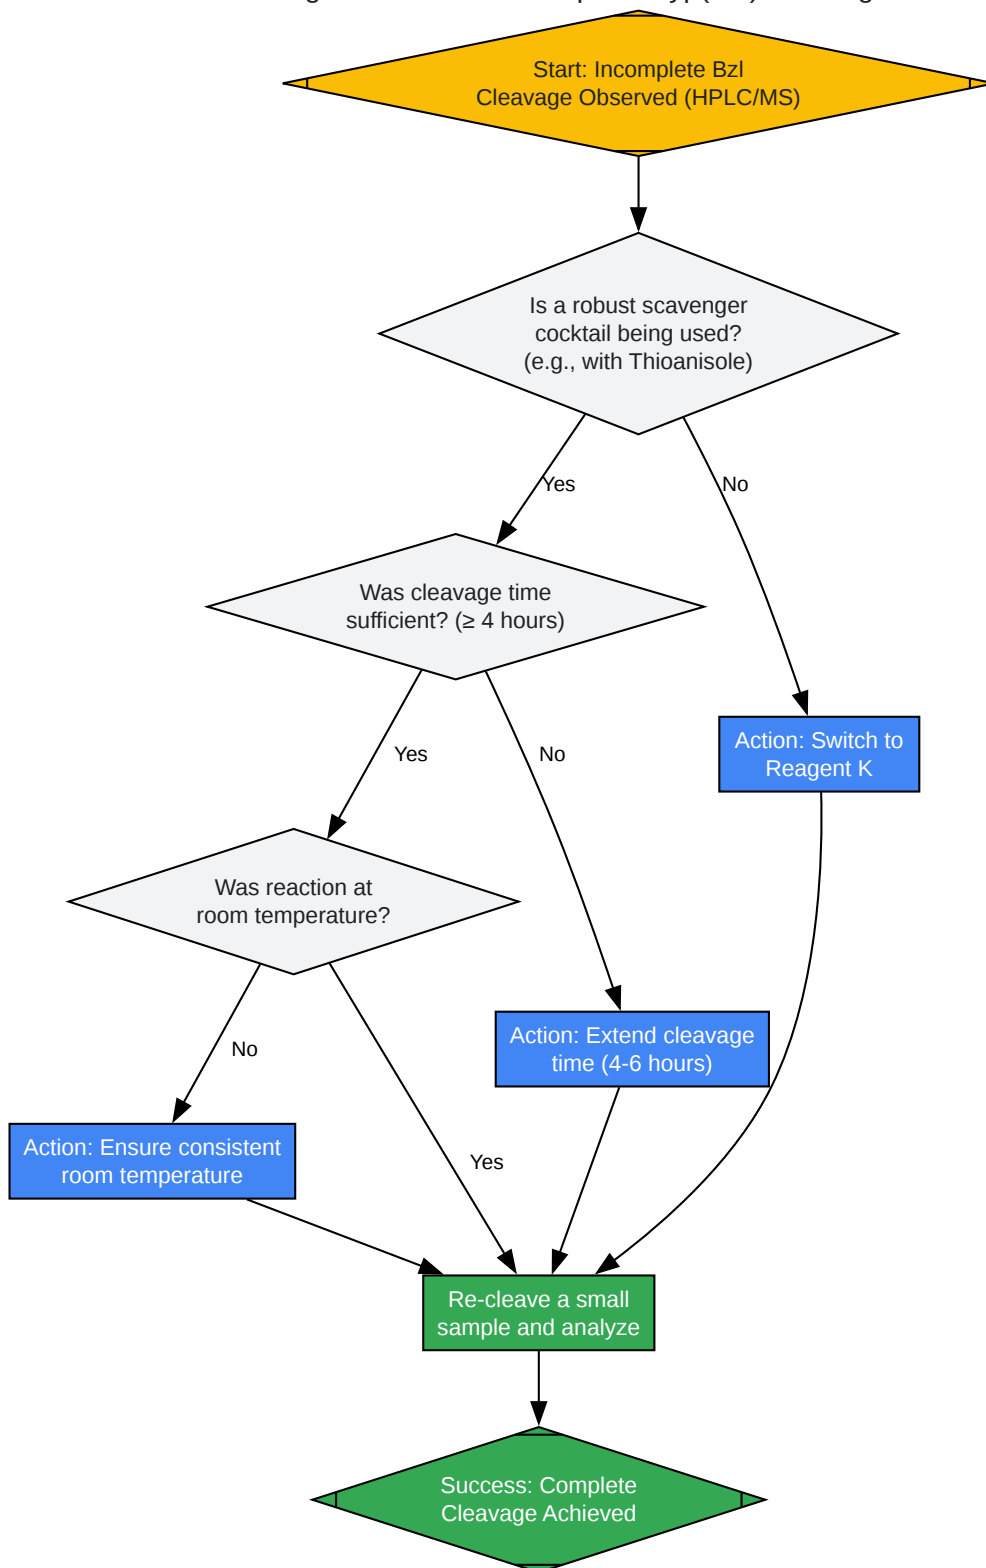 Start: Incomplete Bzl
Cleavage Observed (HPLC/MS)
Is a robust scavenger
cocktail being used?
(e.g., with Thioanisole)
Yes
No
Was cleavage time
sufficient? (≥ 4 hours)
Yes
No
Action: Switch to
Reagent K
Was reaction at
room temperature?
No
Yes
Action: Extend cleavage
time (4-6 hours)
Action: Ensure consistent
room temperature
Re-cleave a small
sample and analyze
Success: Complete
Cleavage Achieved